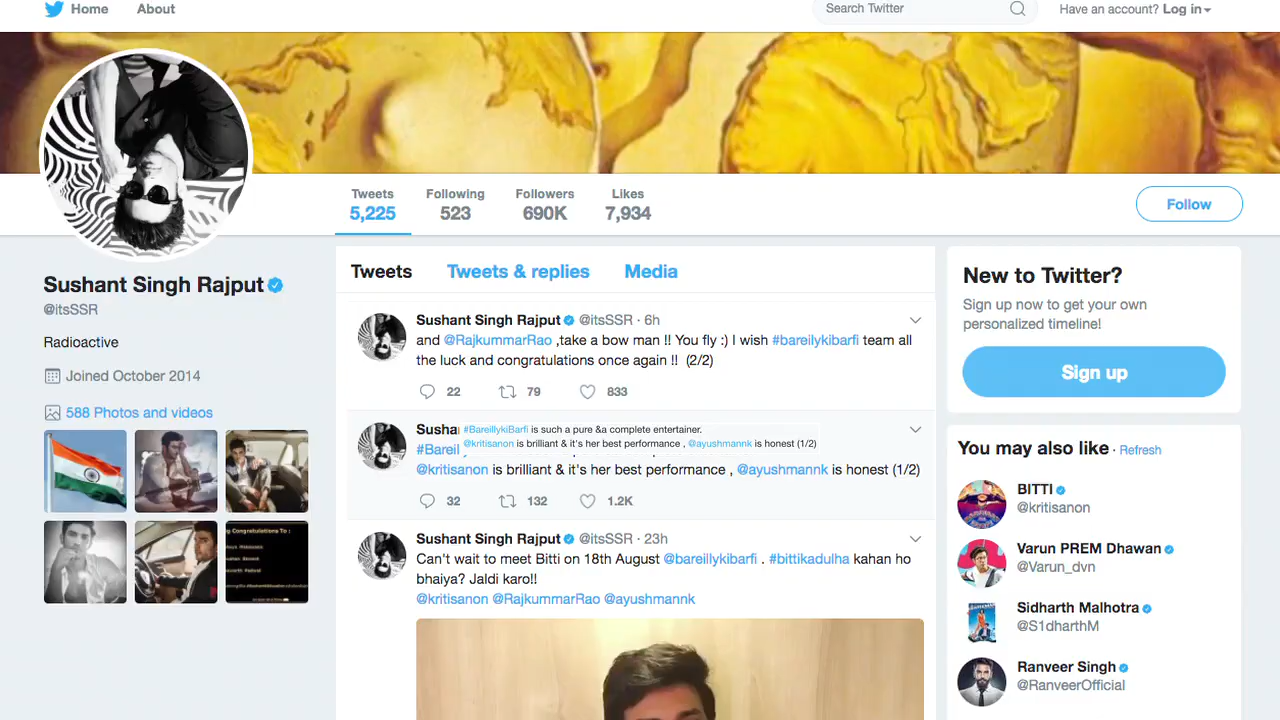 Home About Search Twitter Have an account? Log in
Tweets Following Followers Likes
5,225 523 690K 7,934
Follow
Sushant Singh Rajput
@itsSSR
Radioactive
Joined October 2014
588 Photos and videos
Tweets Tweets & replies Media
Sushant Singh Rajput @itsSSR · 6h
and @RajkummarRao ,take a bow man !! You fly :) I wish #bareilykibarfi team all
the luck and congratulations once again !! (2/2)
22 79 833
Susha
#Bareil
#BareillykiBarfi is such a pure &a complete entertainer.
@kritisanon is brilliant & it's her best performance , @ayushmannk is honest (1/2)
@kritisanon is brilliant & it's her best performance , @ayushmannk is honest (1/2)
32 132 1.2K
Sushant Singh Rajput @itsSSR · 23h
Can't wait to meet Bitti on 18th August @bareillykibarfi . #bittikadulha kahan ho
bhaiya? Jaldi karo!!
@kritisanon @RajkummarRao @ayushmannk
New to Twitter?
Sign up now to get your own
personalized timeline!
Sign up
You may also like · Refresh
BITTI
@kritisanon
Varun PREM Dhawan
@Varun_dvn
Sidharth Malhotra
@S1dharthM
Ranveer Singh
@RanveerOfficial